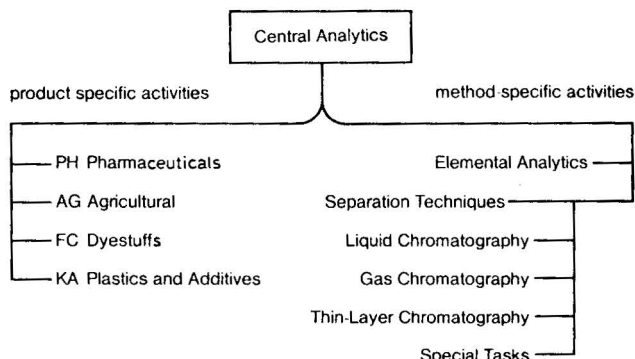 Central Analytics
product specific activities
method-specific activities
PH Pharmaceuticals
AG Agricultural
FC Dyestuffs
KA Plastics and Additives
Elemental Analytics
Separation Techniques
Liquid Chromatography
Gas Chromatography
Thin-Layer Chromatography
Special Tasks